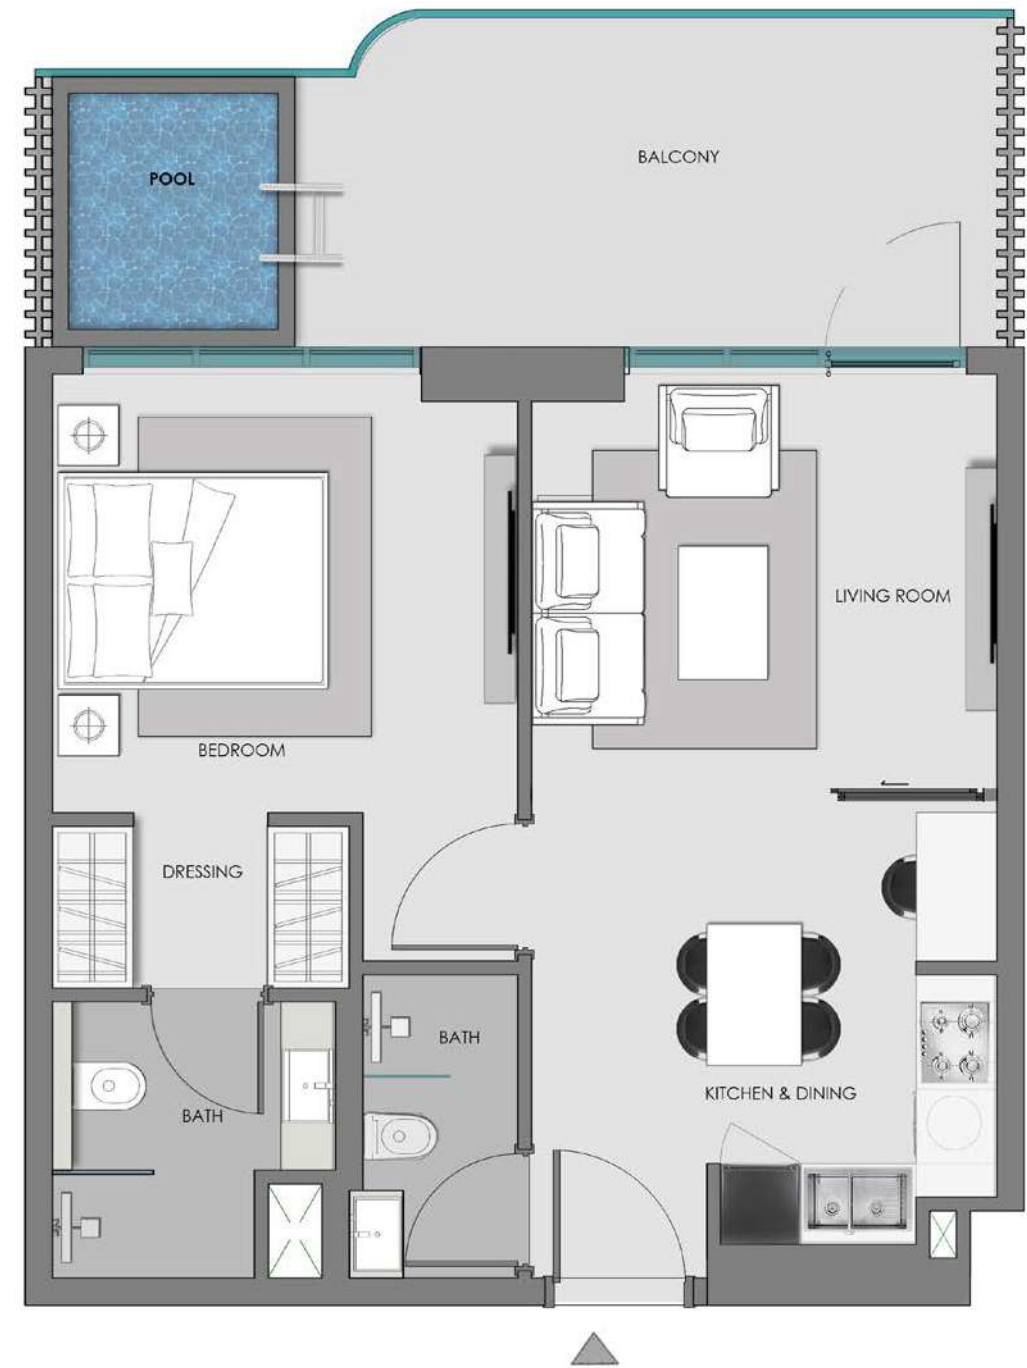 BALCONY
POOL
LIVING ROOM
BEDROOM
DRESSING
BATH
KITCHEN & DINING
BATH